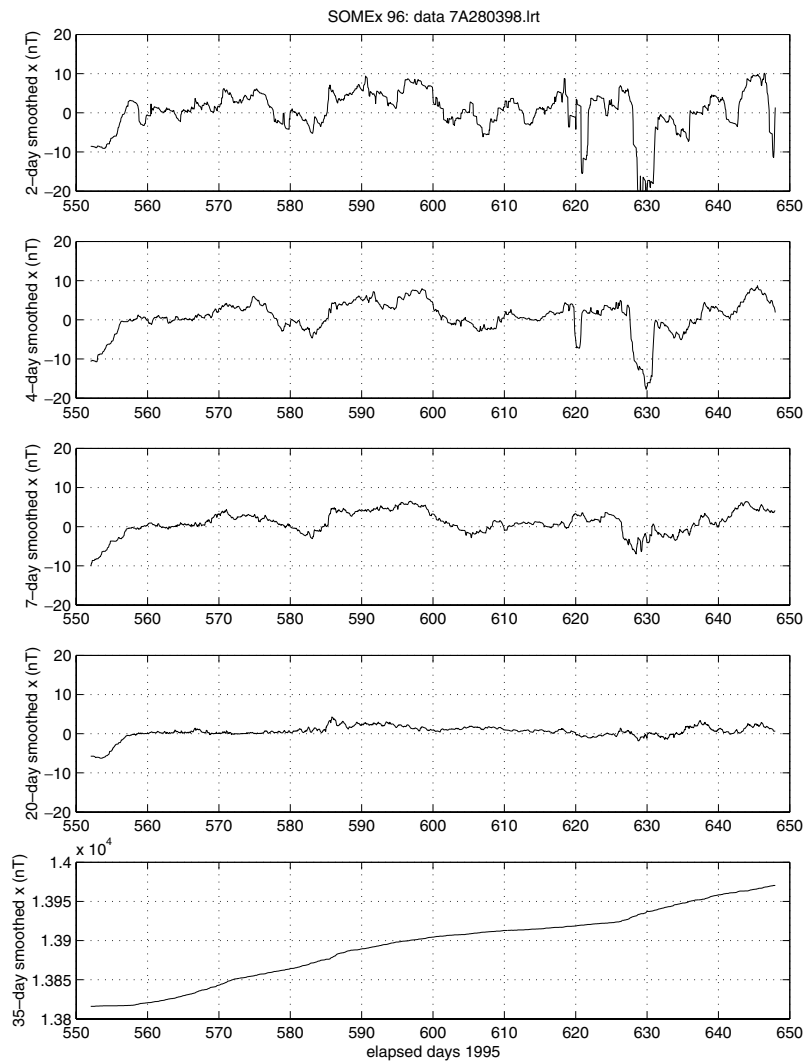 SOMEx 96: data 7A280398.lrt
2−day smoothed x (nT)
20
10
0
−10
−20
550 560 570 580 590 600 610 620 630 640 650
4−day smoothed x (nT)
20
10
0
−10
−20
550 560 570 580 590 600 610 620 630 640 650
7−day smoothed x (nT)
20
10
0
−10
−20
550 560 570 580 590 600 610 620 630 640 650
20−day smoothed x (nT)
20
10
0
−10
−20
550 560 570 580 590 600 610 620 630 640 650
35−day smoothed x (nT)
x 10^4
1.4
1.395
1.39
1.385
1.38
550 560 570 580 590 600 610 620 630 640 650
elapsed days 1995